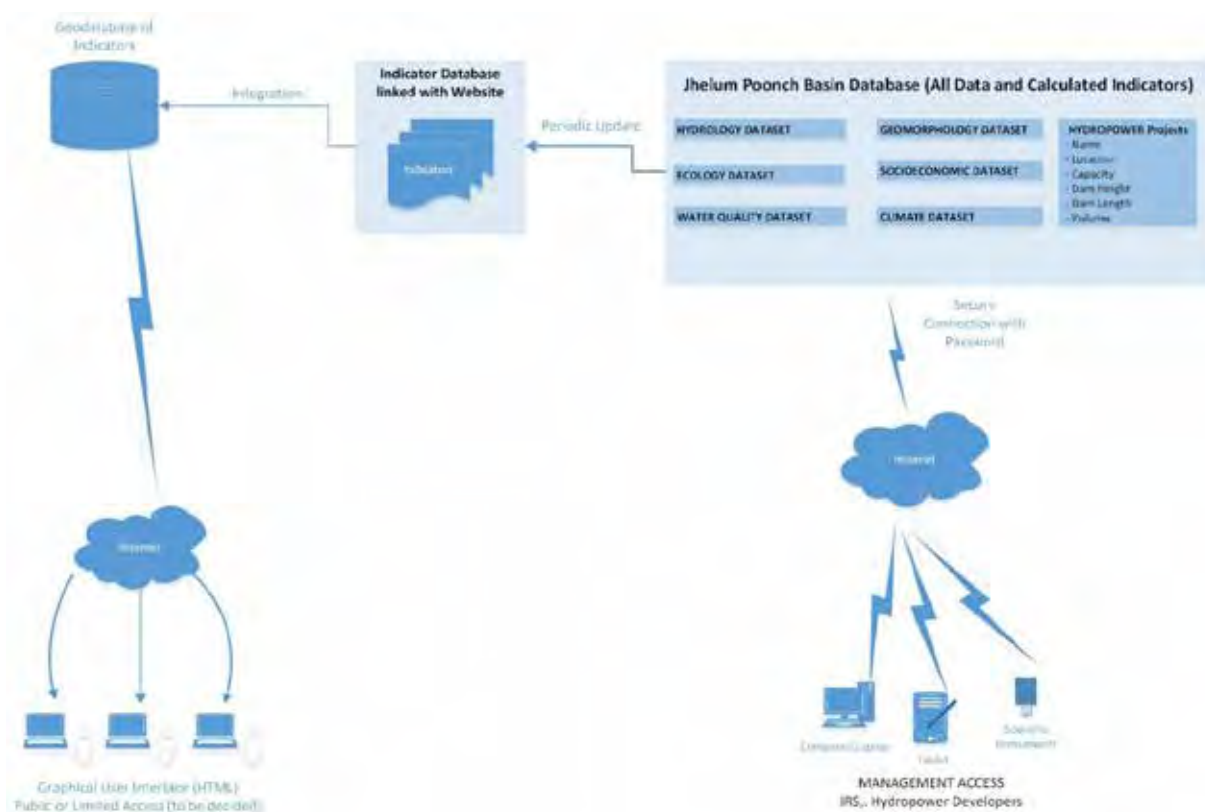 Geodatabase of
Indicators
Integration
Indicator Database
linked with Website
Indicators
Periodic Update
Jhelum Poonch Basin Database (All Data and Calculated Indicators)
HYDROLOGY DATASET
ECOLOGY DATASET
WATER QUALITY DATASET
GEOMORPHOLOGY DATASET
SOCIOECONOMIC DATASET
CLIMATE DATASET
HYDROPOWER Projects
- Name
- Location
- Capacity
- Dam Height
- Dam Length
Secure
Connection with
Password
Internet
Internet
Computer/Laptop
Tablet
Scientific
Instruments
MANAGEMENT ACCESS
IRS,. Hydropower Developers
Graphical User Interface (HTML)
Public or Limited Access (to be decided)